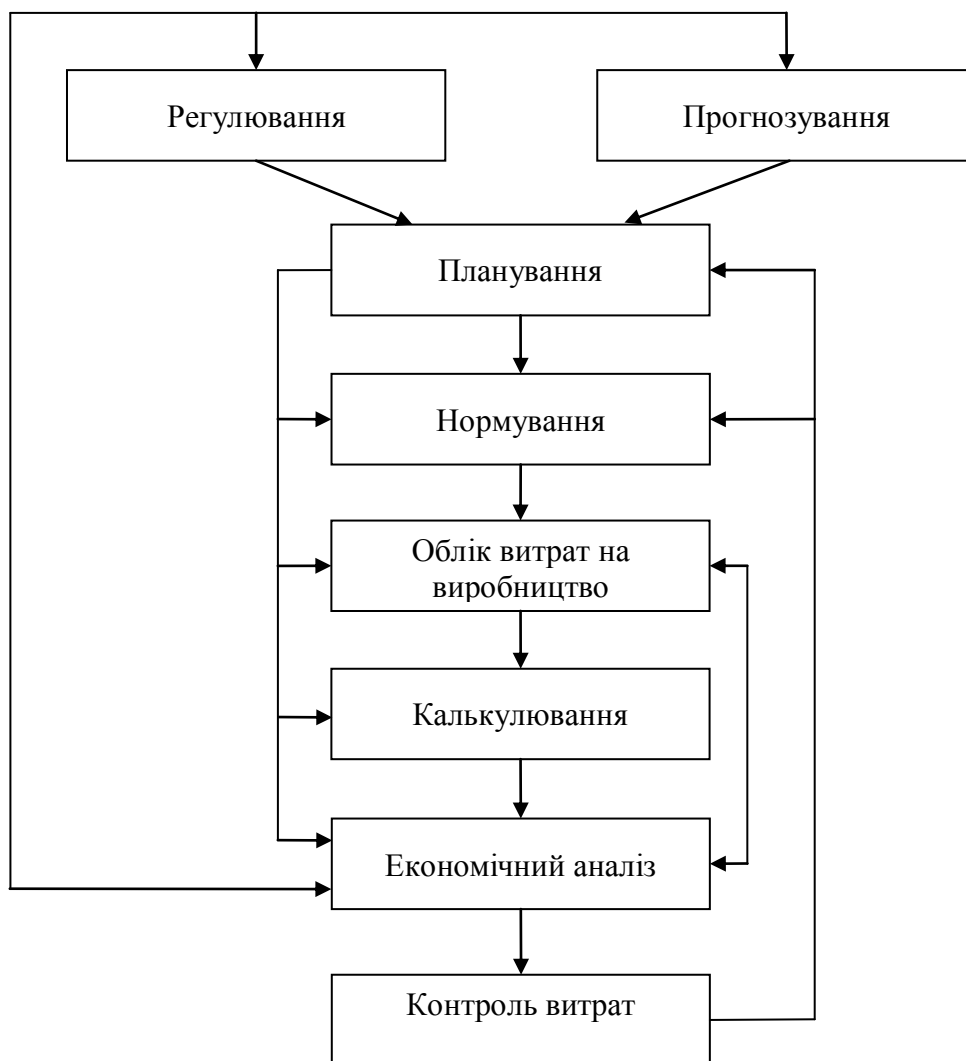 Регулювання
Прогнозування
Планування
Нормування
Облік витрат на
виробництво
Калькулювання
Економічний аналіз
Контроль витрат